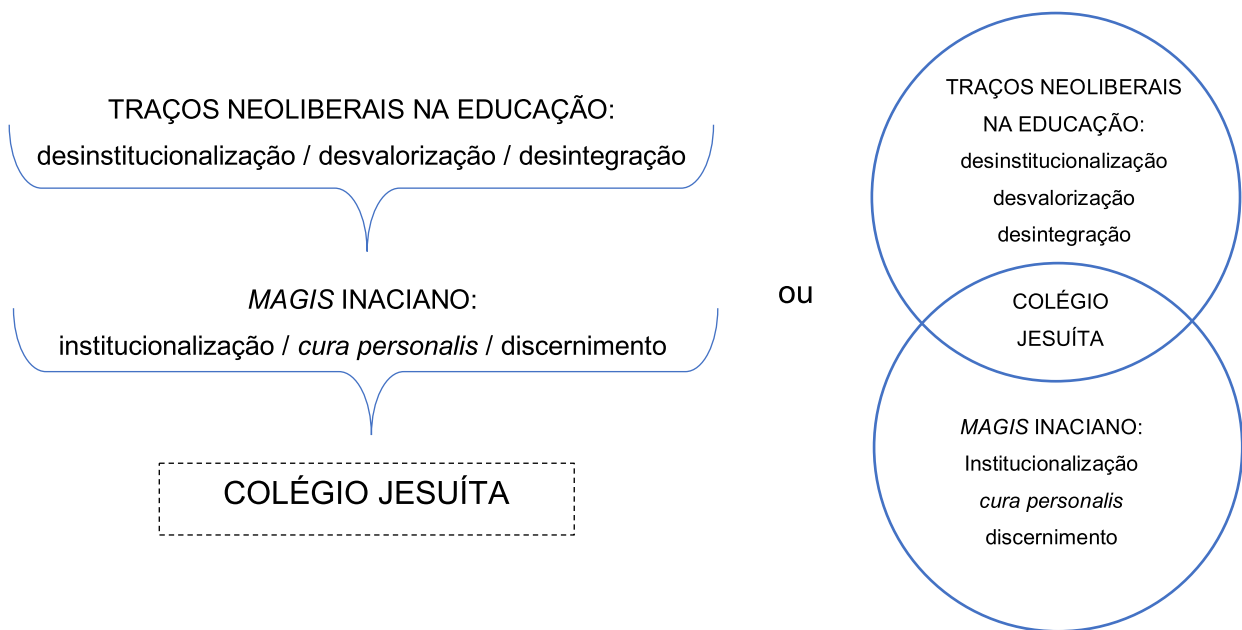 TRAÇOS NEOLIBERAIS NA EDUCAÇÃO:
desinstitucionalização / desvalorização / desintegração
MAGIS INACIANO:
institucionalização / cura personalis / discernimento
COLÉGIO JESUÍTA
ou
TRAÇOS NEOLIBERAIS
NA EDUCAÇÃO:
desinstitucionalização
desvalorização
desintegração
COLÉGIO
JESUÍTA
MAGIS INACIANO:
Institucionalização
cura personalis
discernimento